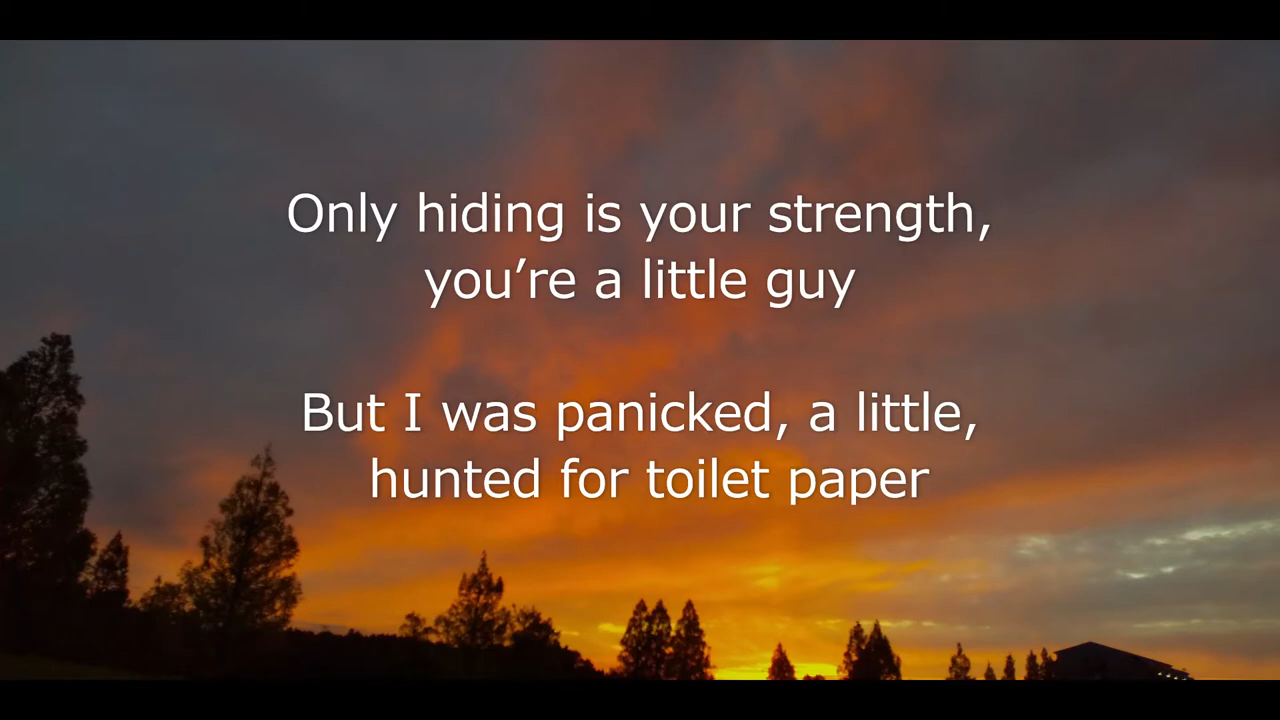 Only hiding is your strength,
you’re a little guy
But I was panicked, a little,
hunted for toilet paper